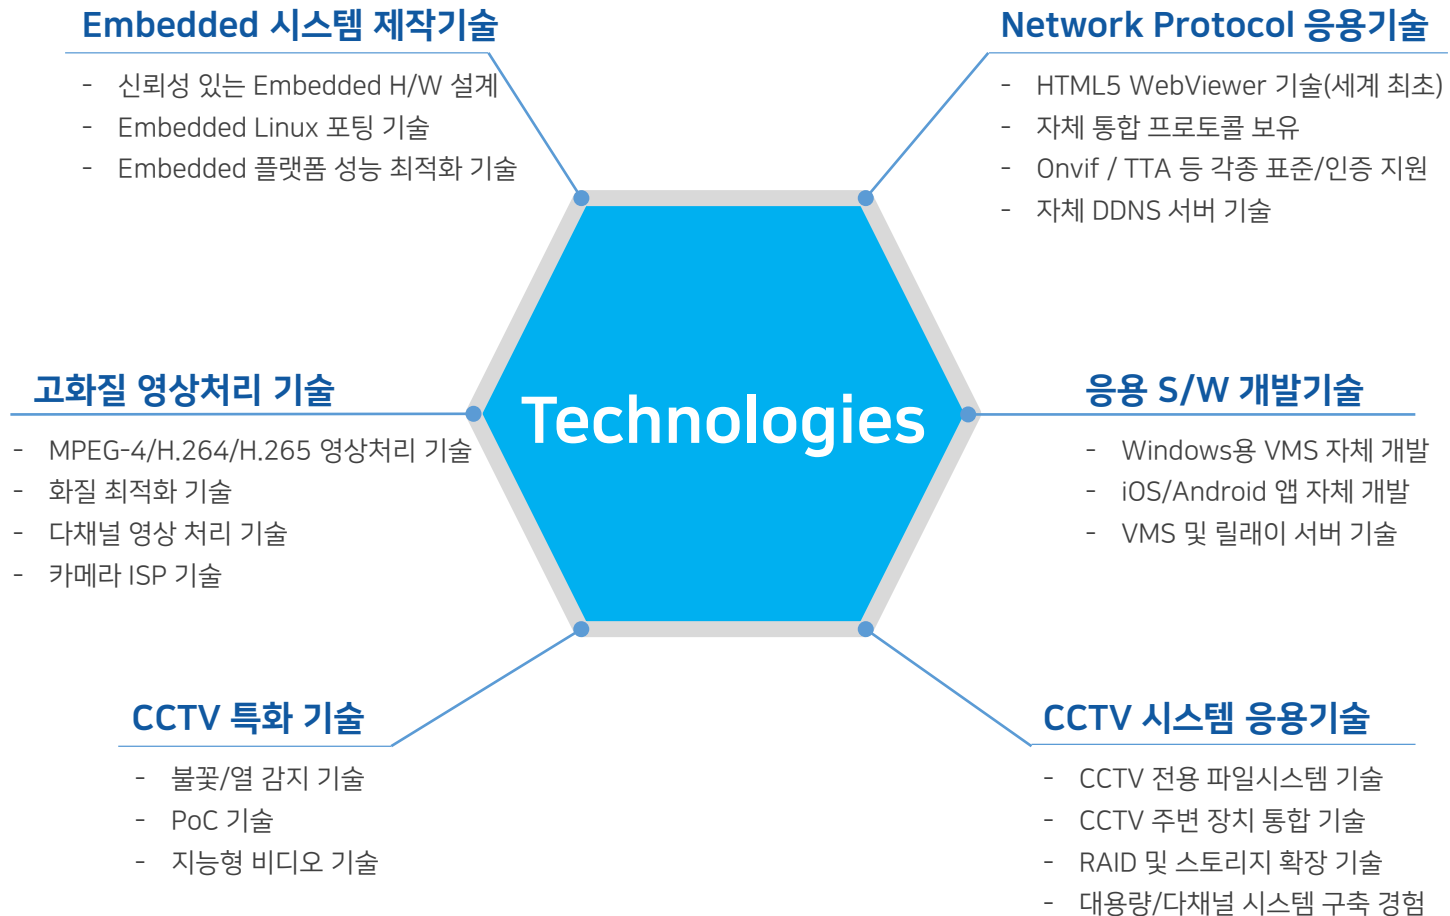 Embedded 시스템 제작기술
- 신뢰성 있는 Embedded H/W 설계
- Embedded Linux 포팅 기술
- Embedded 플랫폼 성능 최적화 기술
Network Protocol 응용기술
- HTML5 WebViewer 기술(세계 최초)
- 자체 통합 프로토콜 보유
- Onvif / TTA 등 각종 표준/인증 지원
- 자체 DDNS 서버 기술
고화질 영상처리 기술
- MPEG-4/H.264/H.265 영상처리 기술
- 화질 최적화 기술
- 다채널 영상 처리 기술
- 카메라 ISP 기술
Technologies
응용 S/W 개발기술
- Windows용 VMS 자체 개발
- iOS/Android 앱 자체 개발
- VMS 및 릴래이 서버 기술
CCTV 특화 기술
- 불꽃/열 감지 기술
- PoC 기술
- 지능형 비디오 기술
CCTV 시스템 응용기술
- CCTV 전용 파일시스템 기술
- CCTV 주변 장치 통합 기술
- RAID 및 스토리지 확장 기술
- 대용량/다채널 시스템 구축 경험